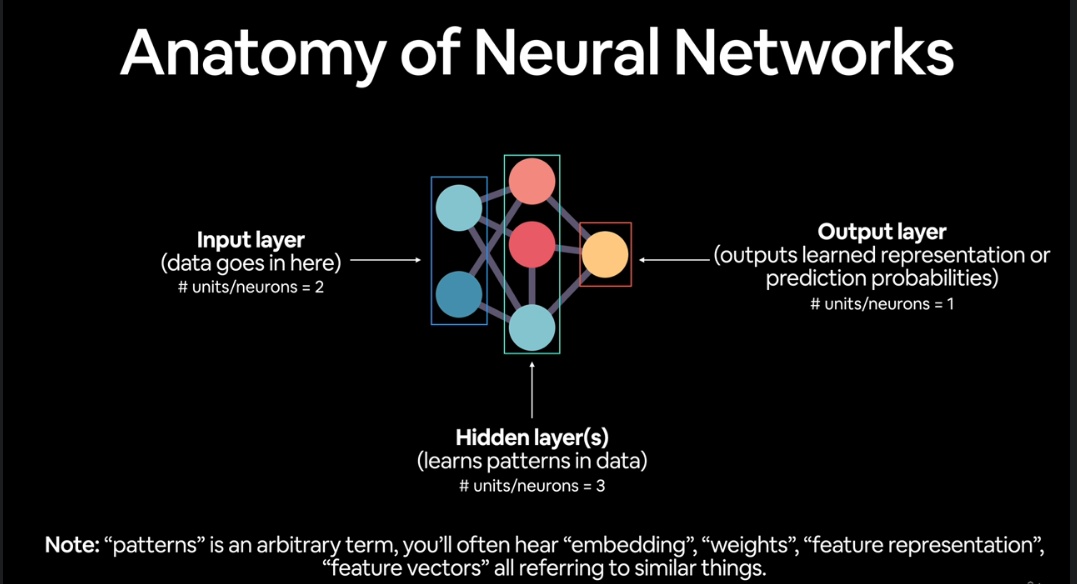 Anatomy of Neural Networks
Input layer
(data goes in here)
# units/neurons = 2
Output layer
(outputs learned representation or
prediction probabilities)
# units/neurons = 1
Hidden layer(s)
(learns patterns in data)
# units/neurons = 3
Note: “patterns” is an arbitrary term, you’ll often hear “embedding”, “weights”, “feature representation”,
“feature vectors” all referring to similar things.